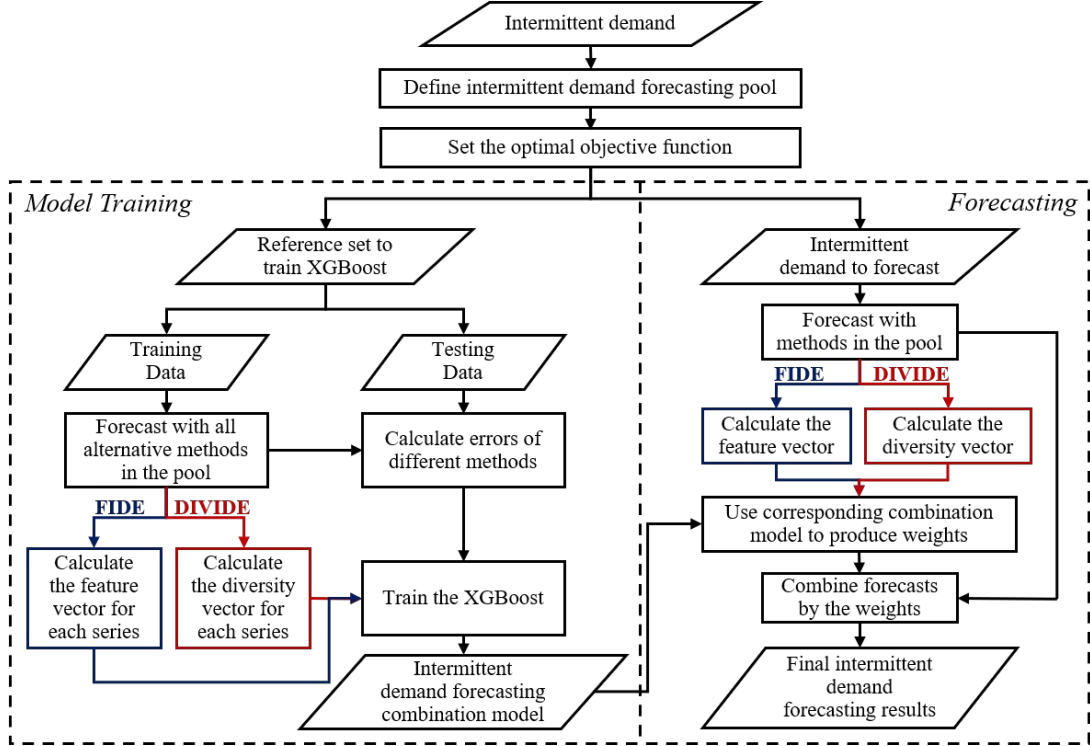 Intermittent demand
Define intermittent demand forecasting pool
Set the optimal objective function
Model Training
Reference set to
train XGBoost
Training
Data
Testing
Data
Forecast with all
alternative methods
in the pool
Calculate errors of
different methods
FIDE
DIVIDE
Calculate
the feature
vector for
each series
Calculate
the diversity
vector for
each series
Train the XGBoost
Intermittent
demand forecasting
combination model
Forecasting
Intermittent
demand to forecast
Forecast with
methods in the pool
FIDE
DIVIDE
Calculate the
feature vector
Calculate the
diversity vector
Use corresponding combination
model to produce weights
Combine forecasts
by the weights
Final intermittent
demand
forecasting results